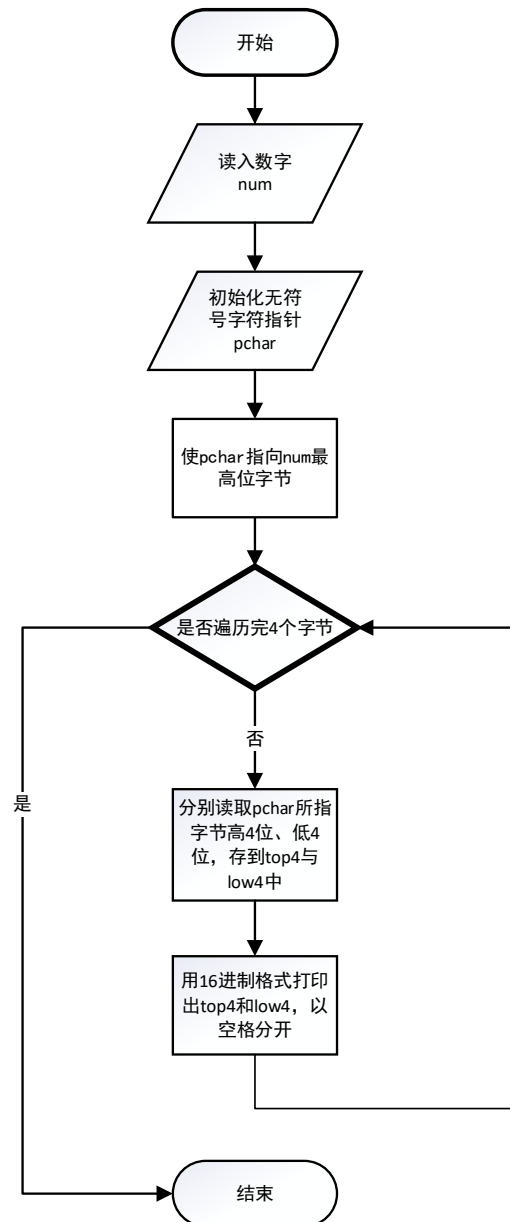 开始
读入数字
num
初始化无符
号字符指针
pchar
使pchar指向num最
高位字节
是否遍历完4个字节
否
是
分别读取pchar所指
字节高4位、低4
位，存到top4与
low4中
用16进制格式打印
出top4和low4，以
空格分开
结束